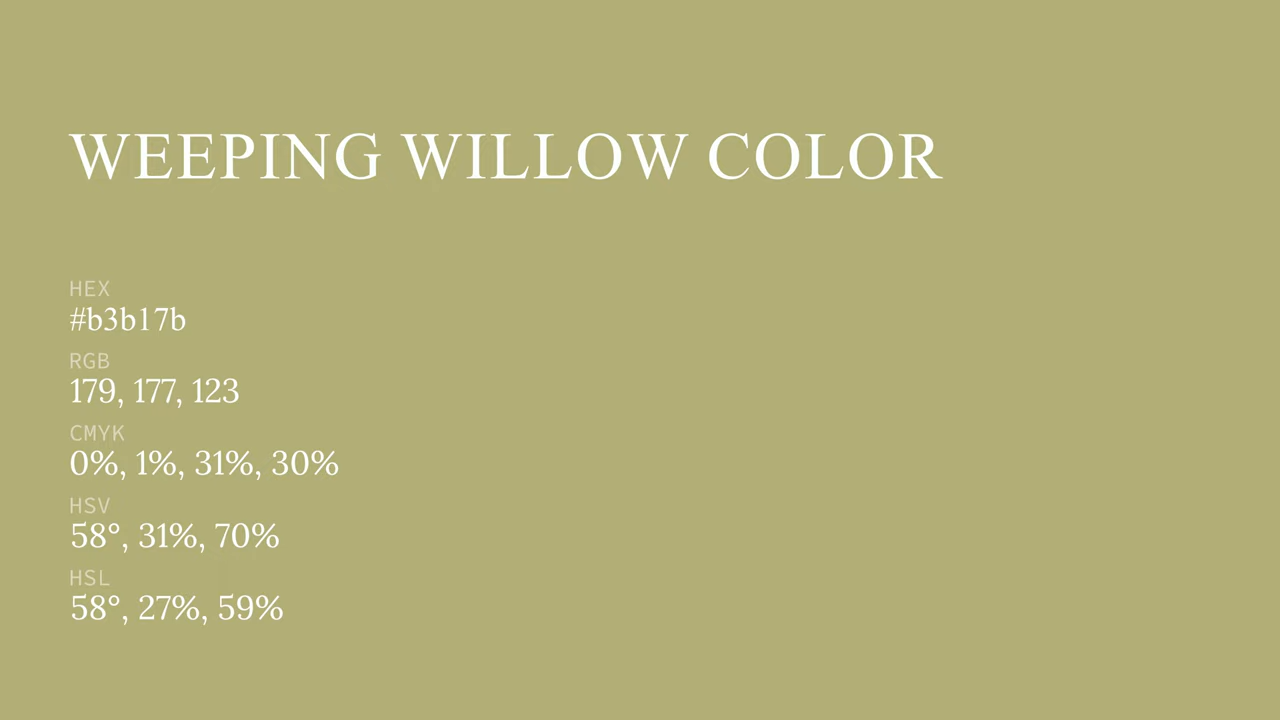 WEEPING WILLOW COLOR
HEX
#b3b17b
RGB
179, 177, 123
CMYK
0%, 1%, 31%, 30%
HSV
58°, 31%, 70%
HSL
58°, 27%, 59%